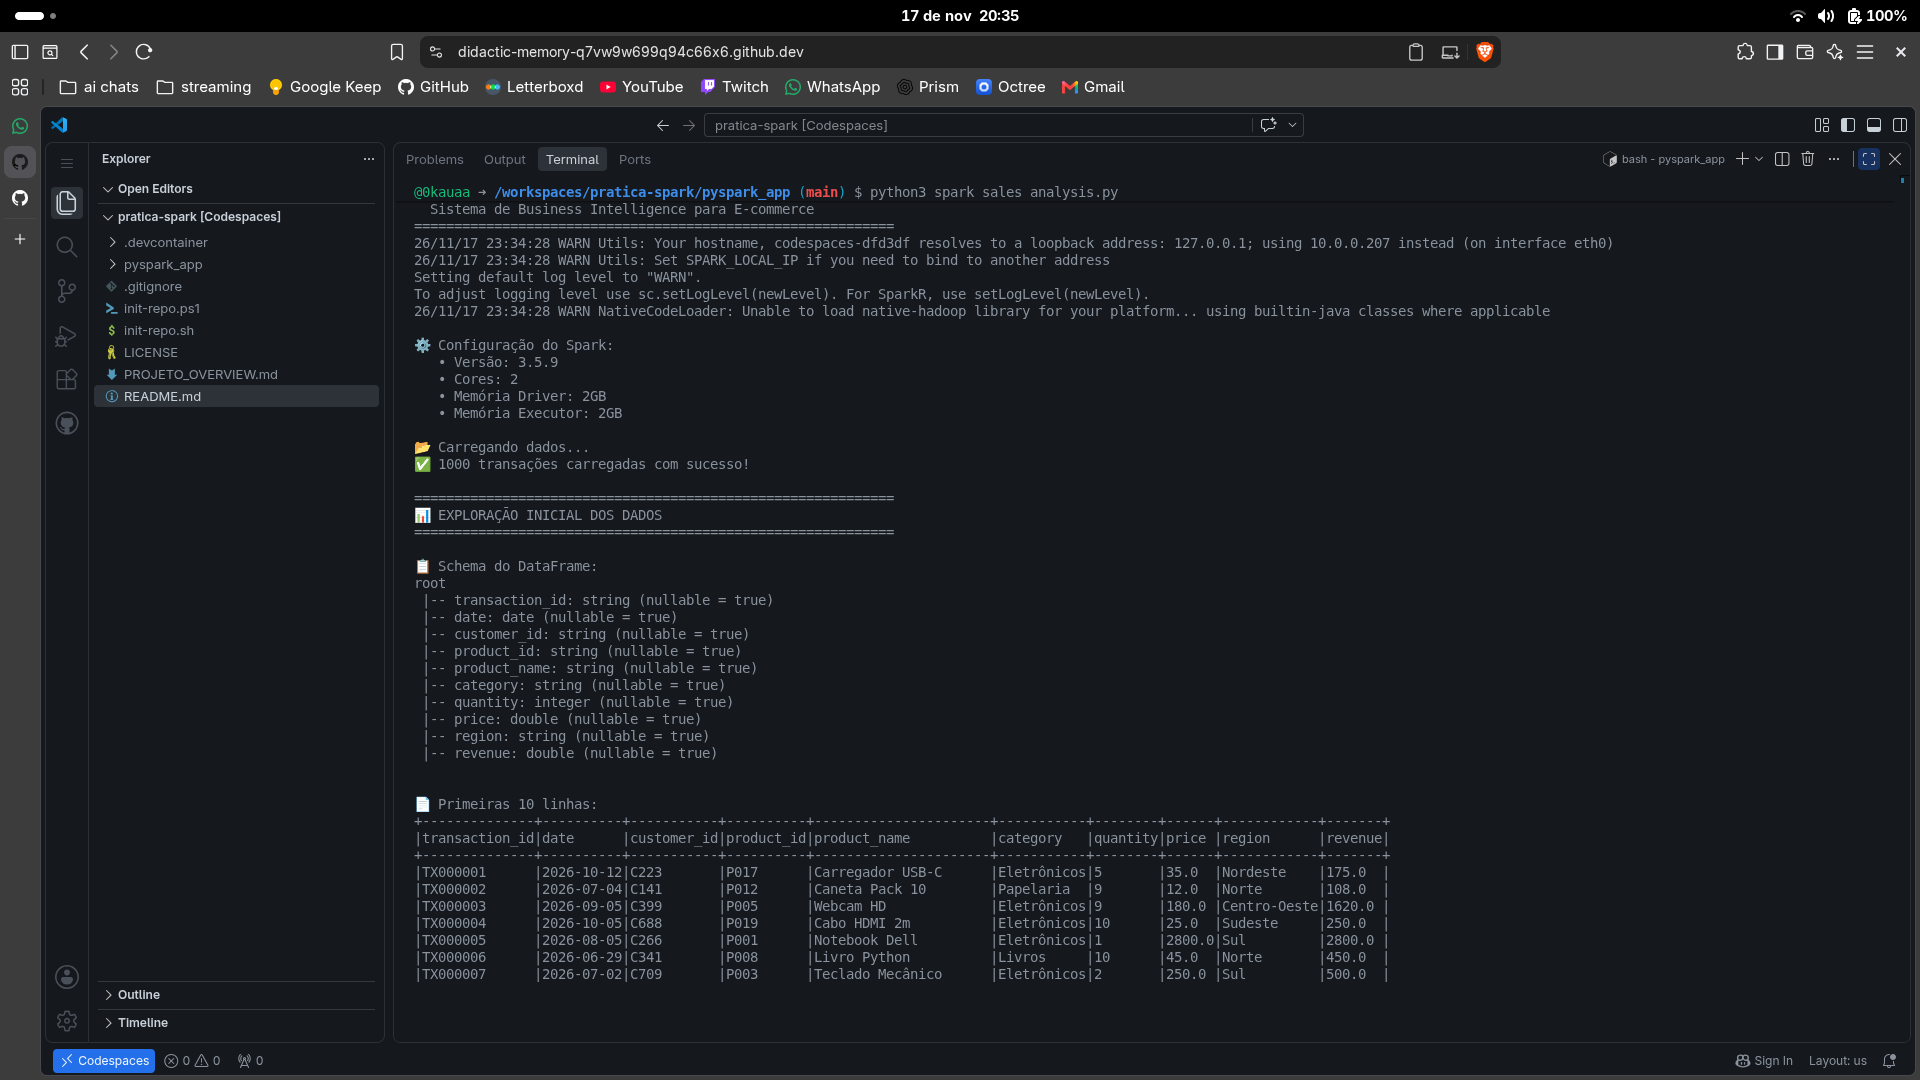 17 de nov 20:35
100%
didactic-memory-q7vw9w699q94c66x6.github.dev
ai chats streaming Google Keep GitHub Letterboxd YouTube Twitch WhatsApp Prism Octree Gmail
pratica-spark [Codespaces]
Explorer
Open Editors
pratica-spark [Codespaces]
.devcontainer
pyspark_app
.gitignore
init-repo.ps1
init-repo.sh
LICENSE
PROJETO_OVERVIEW.md
README.md
Outline
Timeline
Problems Output Terminal Ports
bash - pyspark_app
@0kauaa → /workspaces/pratica-spark/pyspark_app (main) $ python3 spark sales analysis.py
Sistema de Business Intelligence para E-commerce
============================================================
26/11/17 23:34:28 WARN Utils: Your hostname, codespaces-dfd3df resolves to a loopback address: 127.0.0.1; using 10.0.0.207 instead (on interface eth0)
26/11/17 23:34:28 WARN Utils: Set SPARK_LOCAL_IP if you need to bind to another address
Setting default log level to "WARN".
To adjust logging level use sc.setLogLevel(newLevel). For SparkR, use setLogLevel(newLevel).
26/11/17 23:34:28 WARN NativeCodeLoader: Unable to load native-hadoop library for your platform... using builtin-java classes where applicable
⚙️ Configuração do Spark:
• Versão: 3.5.9
• Cores: 2
• Memória Driver: 2GB
• Memória Executor: 2GB
📂 Carregando dados...
✅ 1000 transações carregadas com sucesso!
============================================================
📊 EXPLORAÇÃO INICIAL DOS DADOS
============================================================
📋 Schema do DataFrame:
root
|-- transaction_id: string (nullable = true)
|-- date: date (nullable = true)
|-- customer_id: string (nullable = true)
|-- product_id: string (nullable = true)
|-- product_name: string (nullable = true)
|-- category: string (nullable = true)
|-- quantity: integer (nullable = true)
|-- price: double (nullable = true)
|-- region: string (nullable = true)
|-- revenue: double (nullable = true)
📄 Primeiras 10 linhas:
+--------------+----------+-----------+----------+----------------------+-----------+--------+------+------------+-------+
|transaction_id|date      |customer_id|product_id|product_name          |category   |quantity|price |region      |revenue|
+--------------+----------+-----------+----------+----------------------+-----------+--------+------+------------+-------+
|TX000001      |2026-10-12|C223       |P017      |Carregador USB-C      |Eletrônicos|5       |35.0  |Nordeste    |175.0  |
|TX000002      |2026-07-04|C141       |P012      |Caneta Pack 10        |Papelaria  |9       |12.0  |Norte       |108.0  |
|TX000003      |2026-09-05|C399       |P005      |Webcam HD             |Eletrônicos|9       |180.0 |Centro-Oeste|1620.0 |
|TX000004      |2026-10-05|C688       |P019      |Cabo HDMI 2m          |Eletrônicos|10      |25.0  |Sudeste     |250.0  |
|TX000005      |2026-08-05|C266       |P001      |Notebook Dell         |Eletrônicos|1       |2800.0|Sul         |2800.0 |
|TX000006      |2026-06-29|C341       |P008      |Livro Python          |Livros     |10      |45.0  |Norte       |450.0  |
|TX000007      |2026-07-02|C709       |P003      |Teclado Mecânico      |Eletrônicos|2       |250.0 |Sul         |500.0  |
Codespaces 0 0 0
Sign In Layout: us